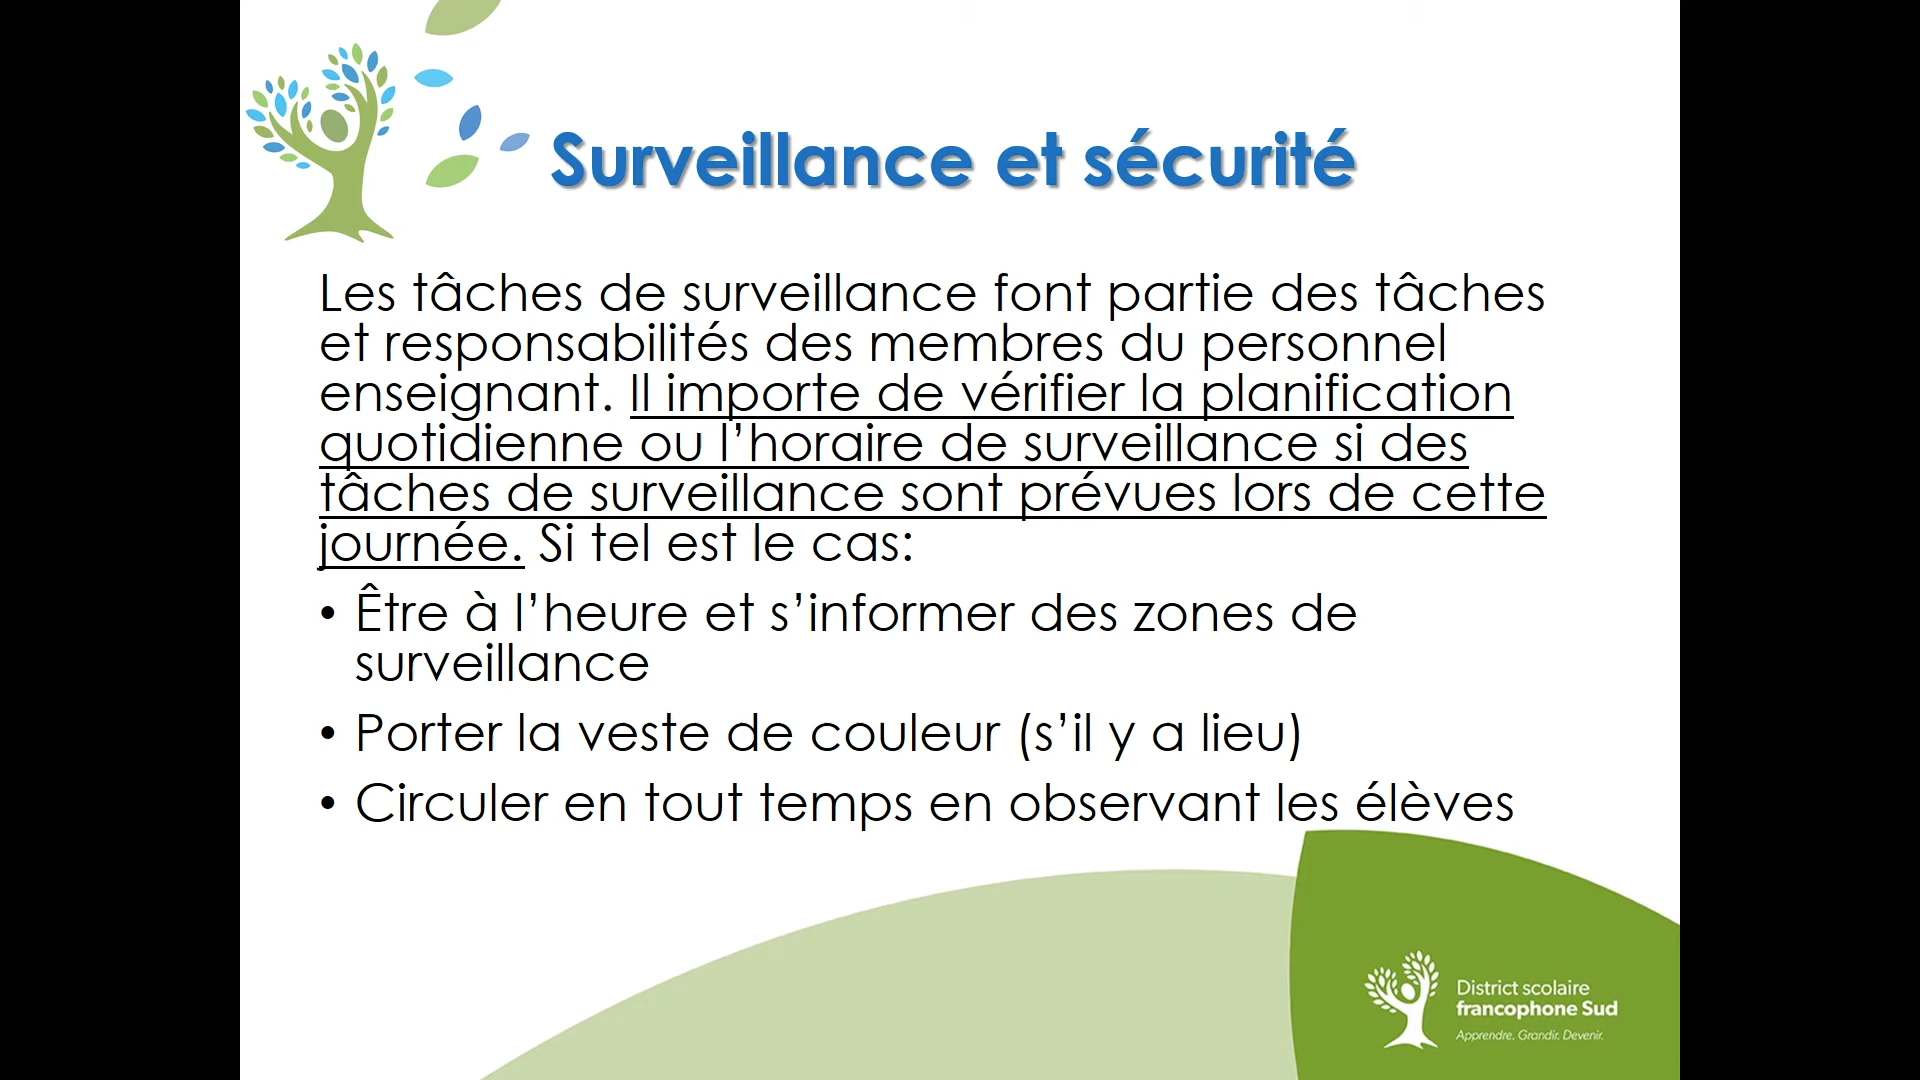 Surveillance et sécurité
Les tâches de surveillance font partie des tâches
et responsabilités des membres du personnel
enseignant. Il importe de vérifier la planification
quotidienne ou l’horaire de surveillance si des
tâches de surveillance sont prévues lors de cette
journée. Si tel est le cas:
• Être à l’heure et s’informer des zones de
surveillance
• Porter la veste de couleur (s’il y a lieu)
• Circuler en tout temps en observant les élèves
District scolaire
francophone Sud
Apprendre. Grandir. Devenir.